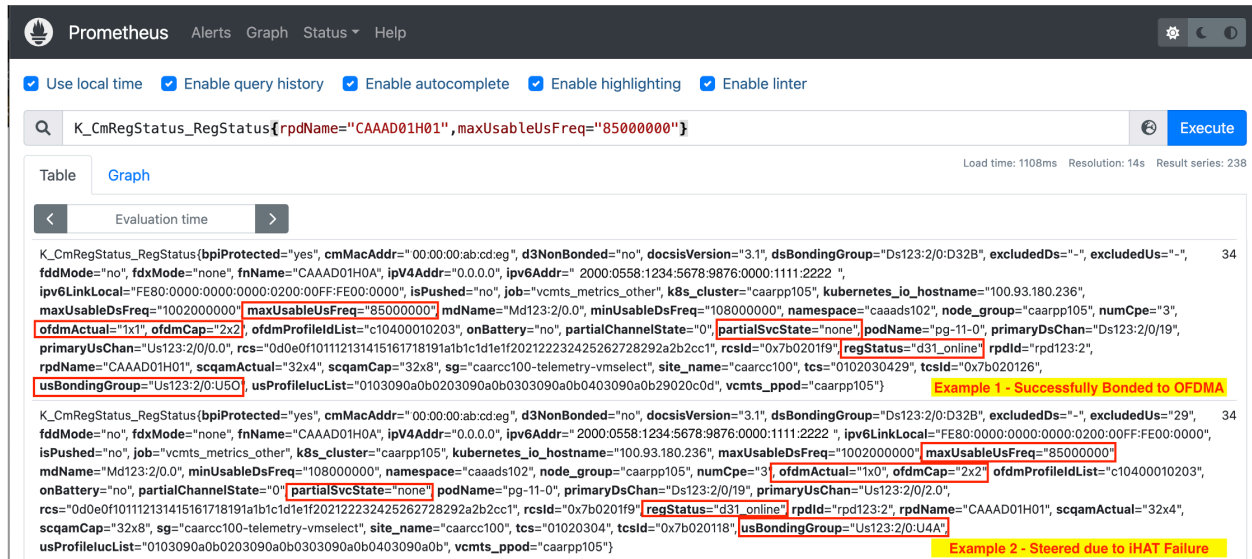 Prometheus Alerts Graph Status Help
Use local time Enable query history Enable autocomplete Enable highlighting Enable linter
K_CmRegStatus_RegStatus{rpdName="CAAAD01H01",maxUsableUsFreq="85000000"} Execute
Load time: 1108ms Resolution: 14s Result series: 238
Table Graph
< Evaluation time >
K_CmRegStatus_RegStatus{bpiProtected="yes", cmMacAddr="00:00:00:ab:cd:eg", d3NonBonded="no", docsisVersion="3.1", dsBondingGroup="Ds123:2/0:D32B", excludedDs="-", excludedUs="-", 34
fddMode="no", fdxMode="none", fnName="CAAAD01H0A", ipV4Addr="0.0.0.0", ipv6Addr=" 2000:0558:1234:5678:9876:0000:1111:2222 ",
ipv6LinkLocal="FE80:0000:0000:0000:0200:00FF:FE00:0000", isPushed="no", job="vcmts_metrics_other", k8s_cluster="caarpp105", kubernetes_io_hostname="100.93.180.236",
maxUsableDsFreq="1002000000", maxUsableUsFreq="85000000", mdName="Md123:2/0.0", minUsableDsFreq="108000000", namespace="caaads102", node_group="caarpp105", numCpe="3",
ofdmActual="1x1", ofdmCap="2x2", ofdmProfileIdList="c10400010203", onBattery="no", partialChannelState="0", partialSvcState="none", podName="pg-11-0", primaryDsChan="Ds123:2/0/19",
primaryUsChan="Us123:2/0/0.0", rcs="0d0e0f101112131415161718191a1b1c1d1e1f202122232425262728292a2b2cc1", rcsId="0x7b0201f9", regStatus="d31_online", rpdId="rpd123:2",
rpdName="CAAAD01H01", scqamActual="32x4", scqamCap="32x8", sg="caarcc100-telemetry-vmselect", site_name="caarcc100", tcs="0102030429", tcsId="0x7b020126",
usBondingGroup="Us123:2/0:U5O", usProfileIucList="0103090a0b0203090a0b0303090a0b0403090a0b29020c0d", vcmts_ppod="caarpp105"}
Example 1 - Successfully Bonded to OFDMA
K_CmRegStatus_RegStatus{bpiProtected="yes", cmMacAddr="00:00:00:ab:cd:eg", d3NonBonded="no", docsisVersion="3.1", dsBondingGroup="Ds123:2/0:D32B", excludedDs="-", excludedUs="29", 34
fddMode="no", fdxMode="none", fnName="CAAAD01H0A", ipV4Addr="0.0.0.0", ipv6Addr=" 2000:0558:1234:5678:9876:0000:1111:2222 ", ipv6LinkLocal="FE80:0000:0000:0000:0200:00FF:FE00:0000",
isPushed="no", job="vcmts_metrics_other", k8s_cluster="caarpp105", kubernetes_io_hostname="100.93.180.236", maxUsableDsFreq="1002000000", maxUsableUsFreq="85000000"
mdName="Md123:2/0.0", minUsableDsFreq="108000000", namespace="caaads102", node_group="caarpp105", numCpe="3", ofdmActual="1x0", ofdmCap="2x2" ofdmProfileIdList="c10400010203",
onBattery="no", partialChannelState="0", partialSvcState="none", podName="pg-11-0", primaryDsChan="Ds123:2/0/19", primaryUsChan="Us123:2/0/2.0",
rcs="0d0e0f101112131415161718191a1b1c1d1e1f202122232425262728292a2b2cc1", rcsId="0x7b0201f9", regStatus="d31_online", rpdId="rpd123:2", rpdName="CAAAD01H01", scqamActual="32x4",
scqamCap="32x8", sg="caarcc100-telemetry-vmselect", site_name="caarcc100", tcs="01020304", tcsId="0x7b020118", usBondingGroup="Us123:2/0:U4A",
usProfileIucList="0103090a0b0203090a0b0303090a0b0403090a0b", vcmts_ppod="caarpp105"}
Example 2 - Steered due to iHAT Failure